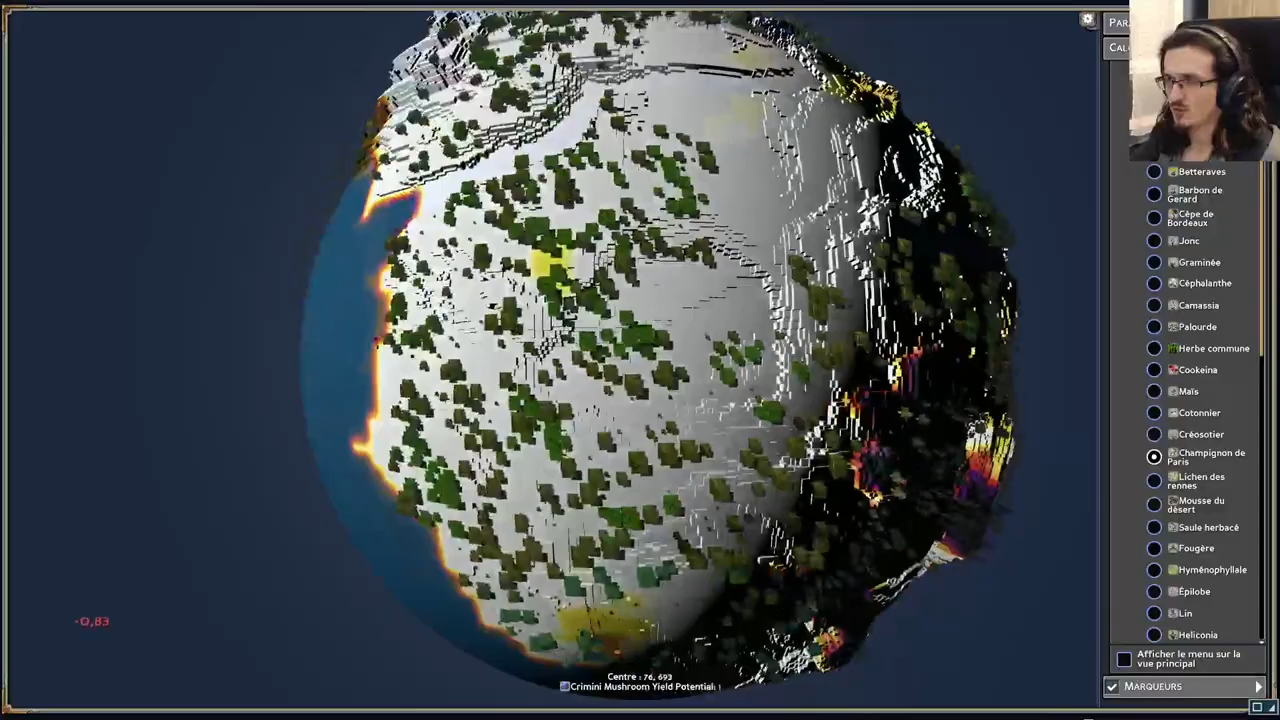 Par
Calc
Betteraves
Barbon de
Gerard
Cèpe de
Bordeaux
Jonc
Graminée
Céphalanthe
Camassia
Palourde
Herbe commune
Cookeina
Maïs
Cotonnier
Créosotier
Champignon de
Paris
Lichen des
rennes
Mousse du
désert
Saule herbacé
Fougère
Hyménophyllale
Épilobe
Lin
Heliconia
-0,83
Afficher le menu sur la
vue principal
Centre : 76, 693
Crimini Mushroom Yield Potential: 1
Marqueurs